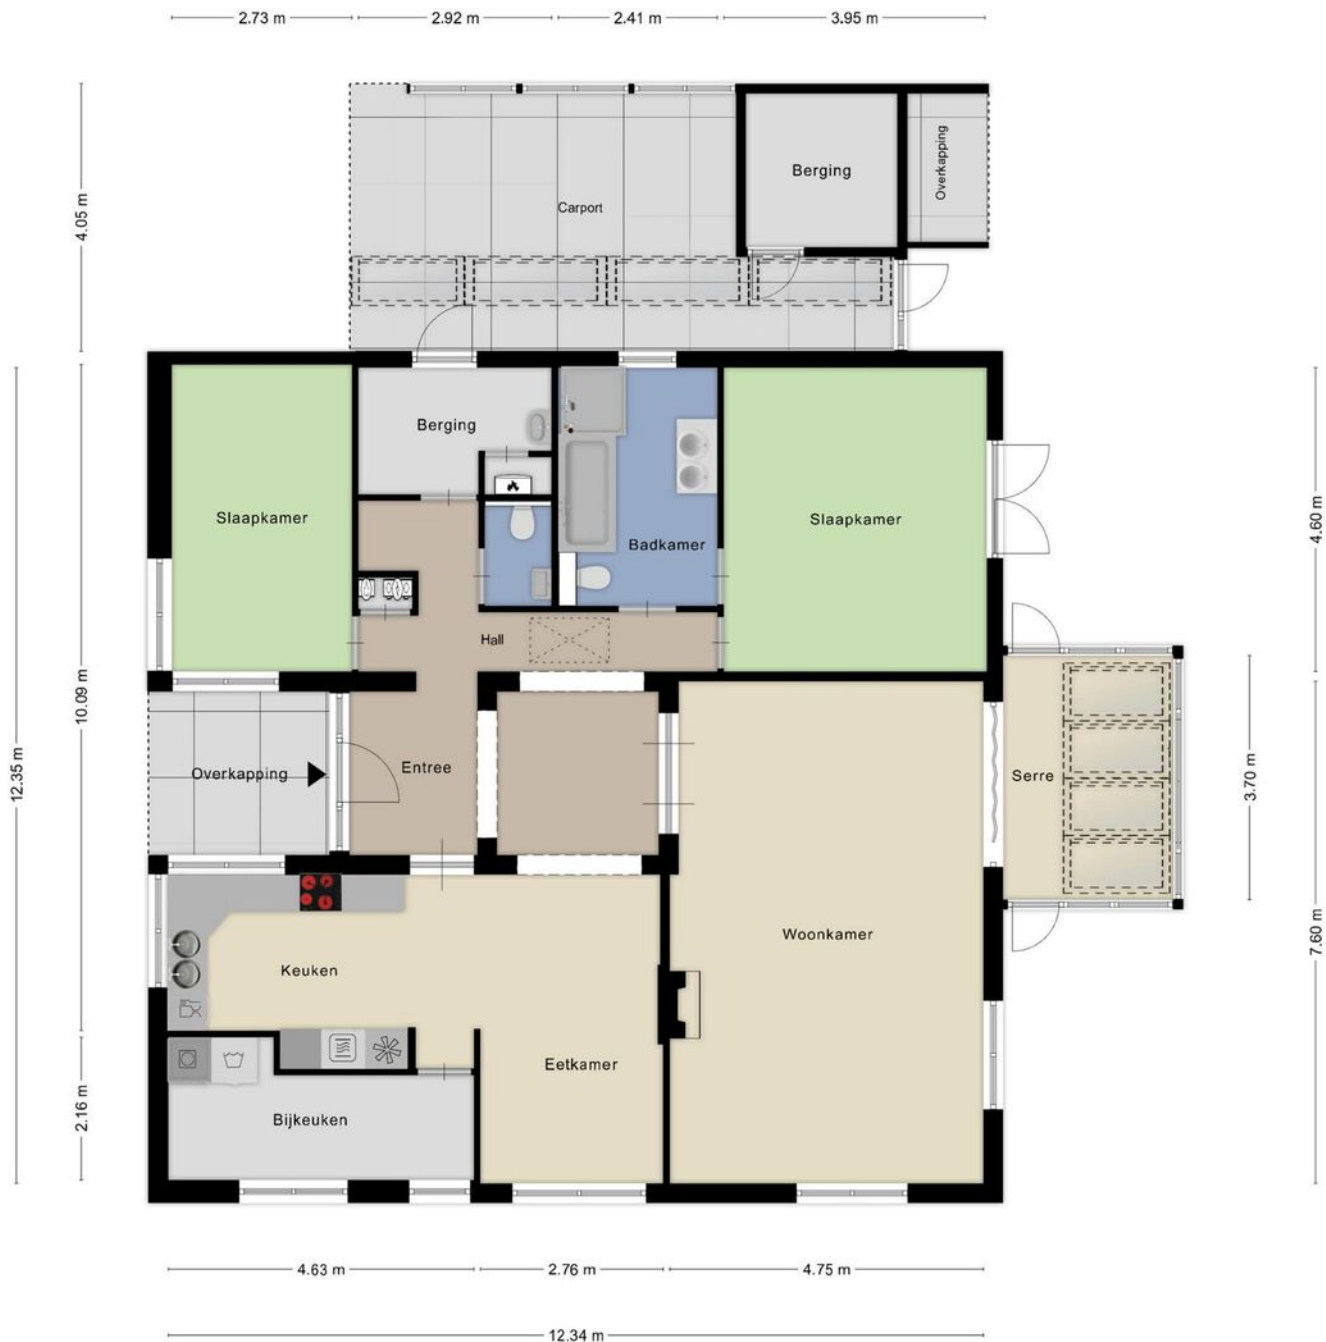 2.73 m
2.92 m
2.41 m
3.95 m
4.05 m
Carport
Berging
Overkapping
Slaapkamer
Berging
Badkamer
Slaapkamer
Hall
4.60 m
10.09 m
12.35 m
Overkapping
Entree
Serre
3.70 m
Woonkamer
7.60 m
Keuken
Eetkamer
2.16 m
Bijkeuken
4.63 m
2.76 m
4.75 m
12.34 m